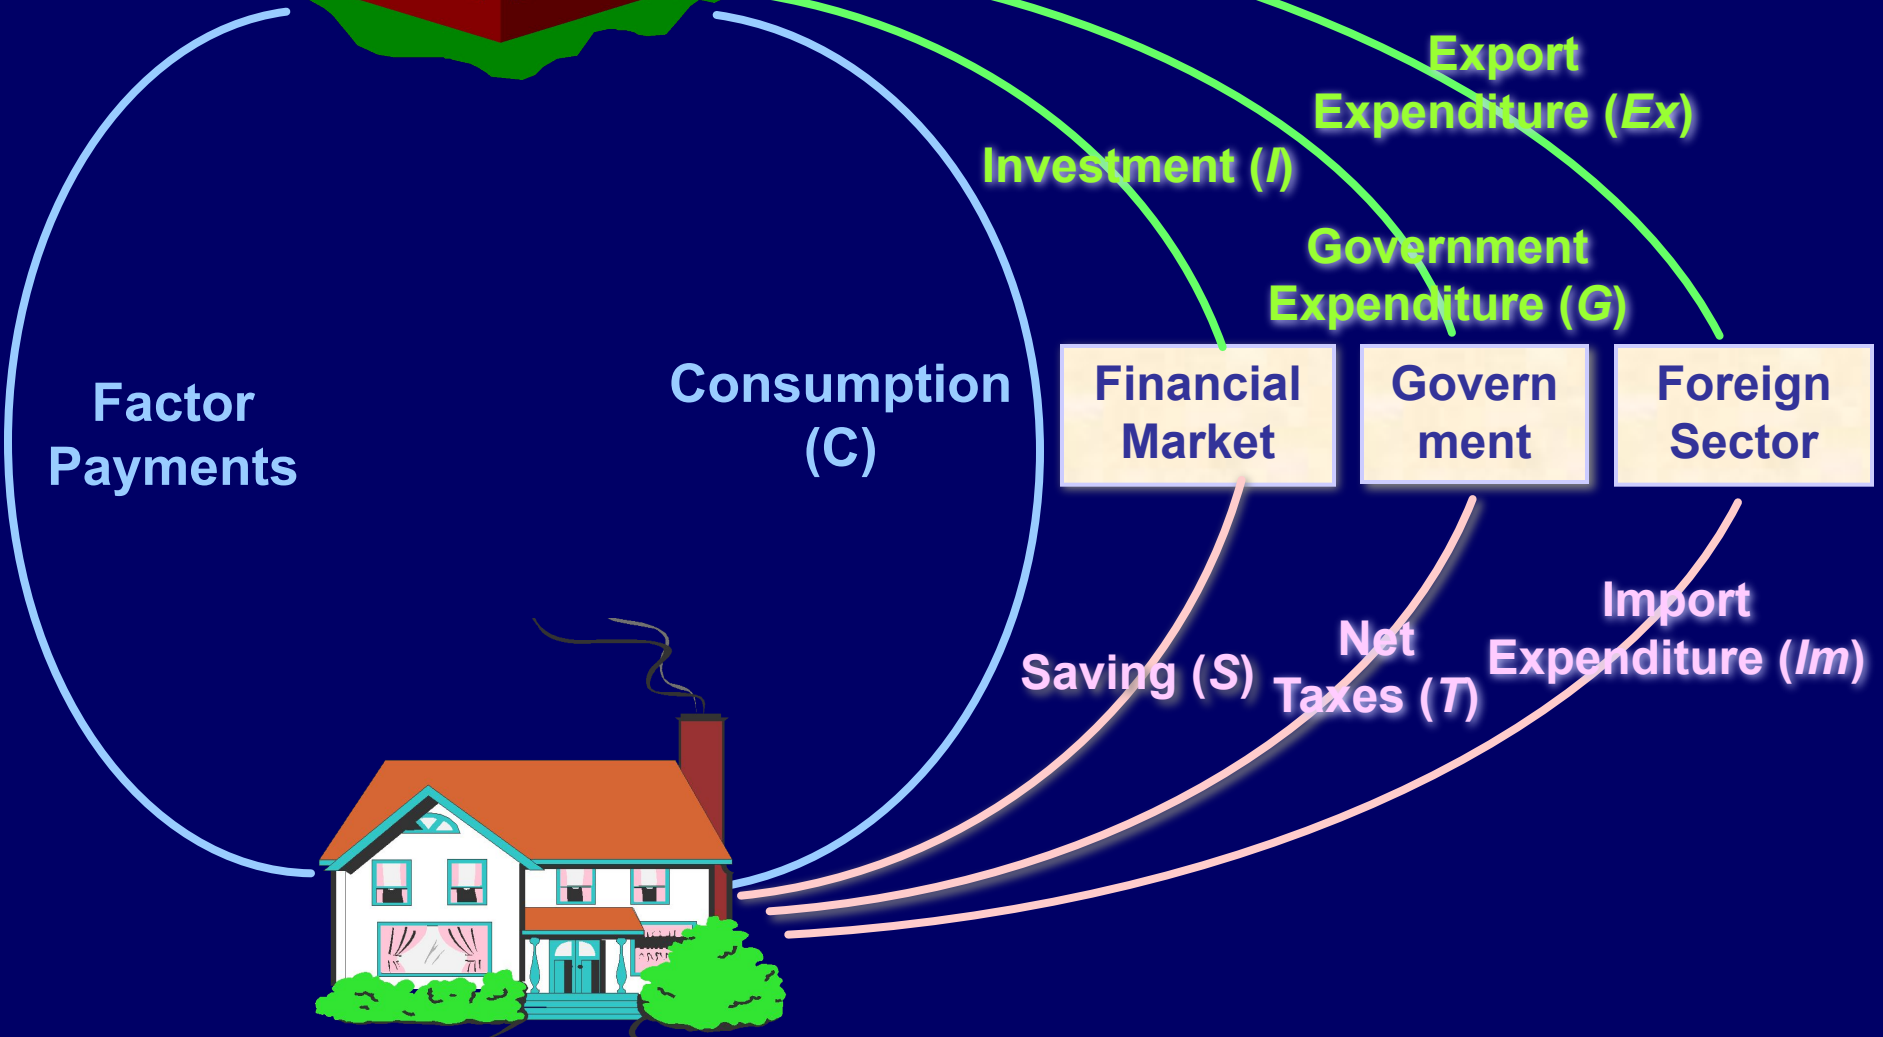 Export
Expenditure (Ex)
Investment (I)
Government
Expenditure (G)
Factor
Payments
Consumption
(C)
Financial
Market
Govern
ment
Foreign
Sector
Saving (S)
Net
Taxes (T)
Import
Expenditure (Im)